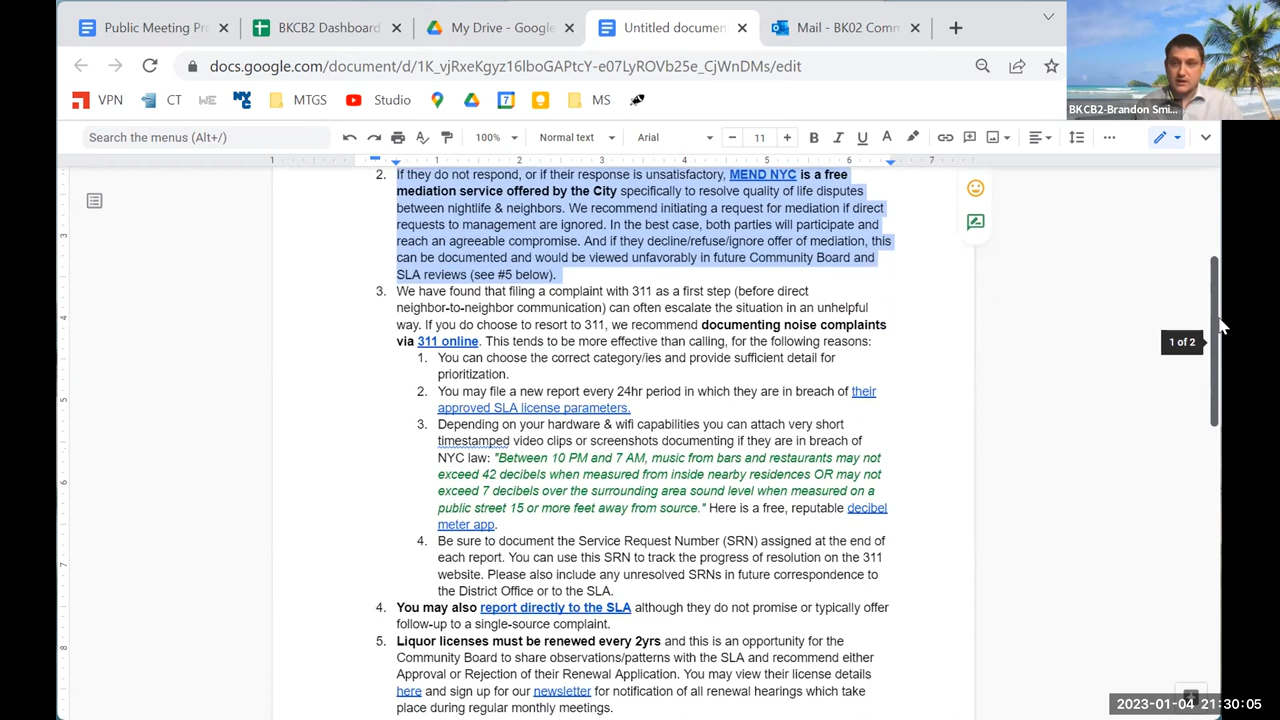 Public Meeting Pr
BKCB2 Dashboard
My Drive - Google
Untitled documen
Mail - BK02 Comm
docs.google.com/document/d/1K_vjRxeiyvz16lboGAPtcY-e07LyROVb25e_CjWnDMs/edit
VPN
CT
WE
NYC
MTGS
Studio
7
MS
BKCB2-Brandon Smi...
Search the menus (Alt+/)
100%
Normal text
Arial
11
1 1 2 3 4 5 6 7
2. If they do not respond, or if their response is unsatisfactory, MEND NYC is a free
mediation service offered by the City specifically to resolve quality of life disputes
between nightlife & neighbors. We recommend initiating a request for mediation if direct
requests to management are ignored. In the best case, both parties will participate and
reach an agreeable compromise. And if they decline/refuse/ignore offer of mediation, this
can be documented and would be viewed unfavorably in future Community Board and
SLA reviews (see #5 below).
3. We have found that filing a complaint with 311 as a first step (before direct
neighbor-to-neighbor communication) can often escalate the situation in an unhelpful
way. If you do choose to resort to 311, we recommend documenting noise complaints
via 311 online. This tends to be more effective than calling, for the following reasons:
1. You can choose the correct category/ies and provide sufficient detail for
prioritization.
2. You may file a new report every 24hr period in which they are in breach of their
approved SLA license parameters.
3. Depending on your hardware & wifi capabilities you can attach very short
timestamped video clips or screenshots documenting if they are in breach of
NYC law: "Between 10 PM and 7 AM, music from bars and restaurants may not
exceed 42 decibels when measured from inside nearby residences OR may not
exceed 7 decibels over the surrounding area sound level when measured on a
public street 15 or more feet away from source." Here is a free, reputable decibel
meter app.
4. Be sure to document the Service Request Number (SRN) assigned at the end of
each report. You can use this SRN to track the progress of resolution on the 311
website. Please also include any unresolved SRNs in future correspondence to
the District Office or to the SLA.
4. You may also report directly to the SLA although they do not promise or typically offer
follow-up to a single-source complaint.
5. Liquor licenses must be renewed every 2yrs and this is an opportunity for the
Community Board to share observations/patterns with the SLA and recommend either
Approval or Rejection of their Renewal Application. You may view their license details
here and sign up for our newsletter for notification of all renewal hearings which take
place during regular monthly meetings.
3
4
5
6
7
8
1 of 2
2023-01-04 21:30:05